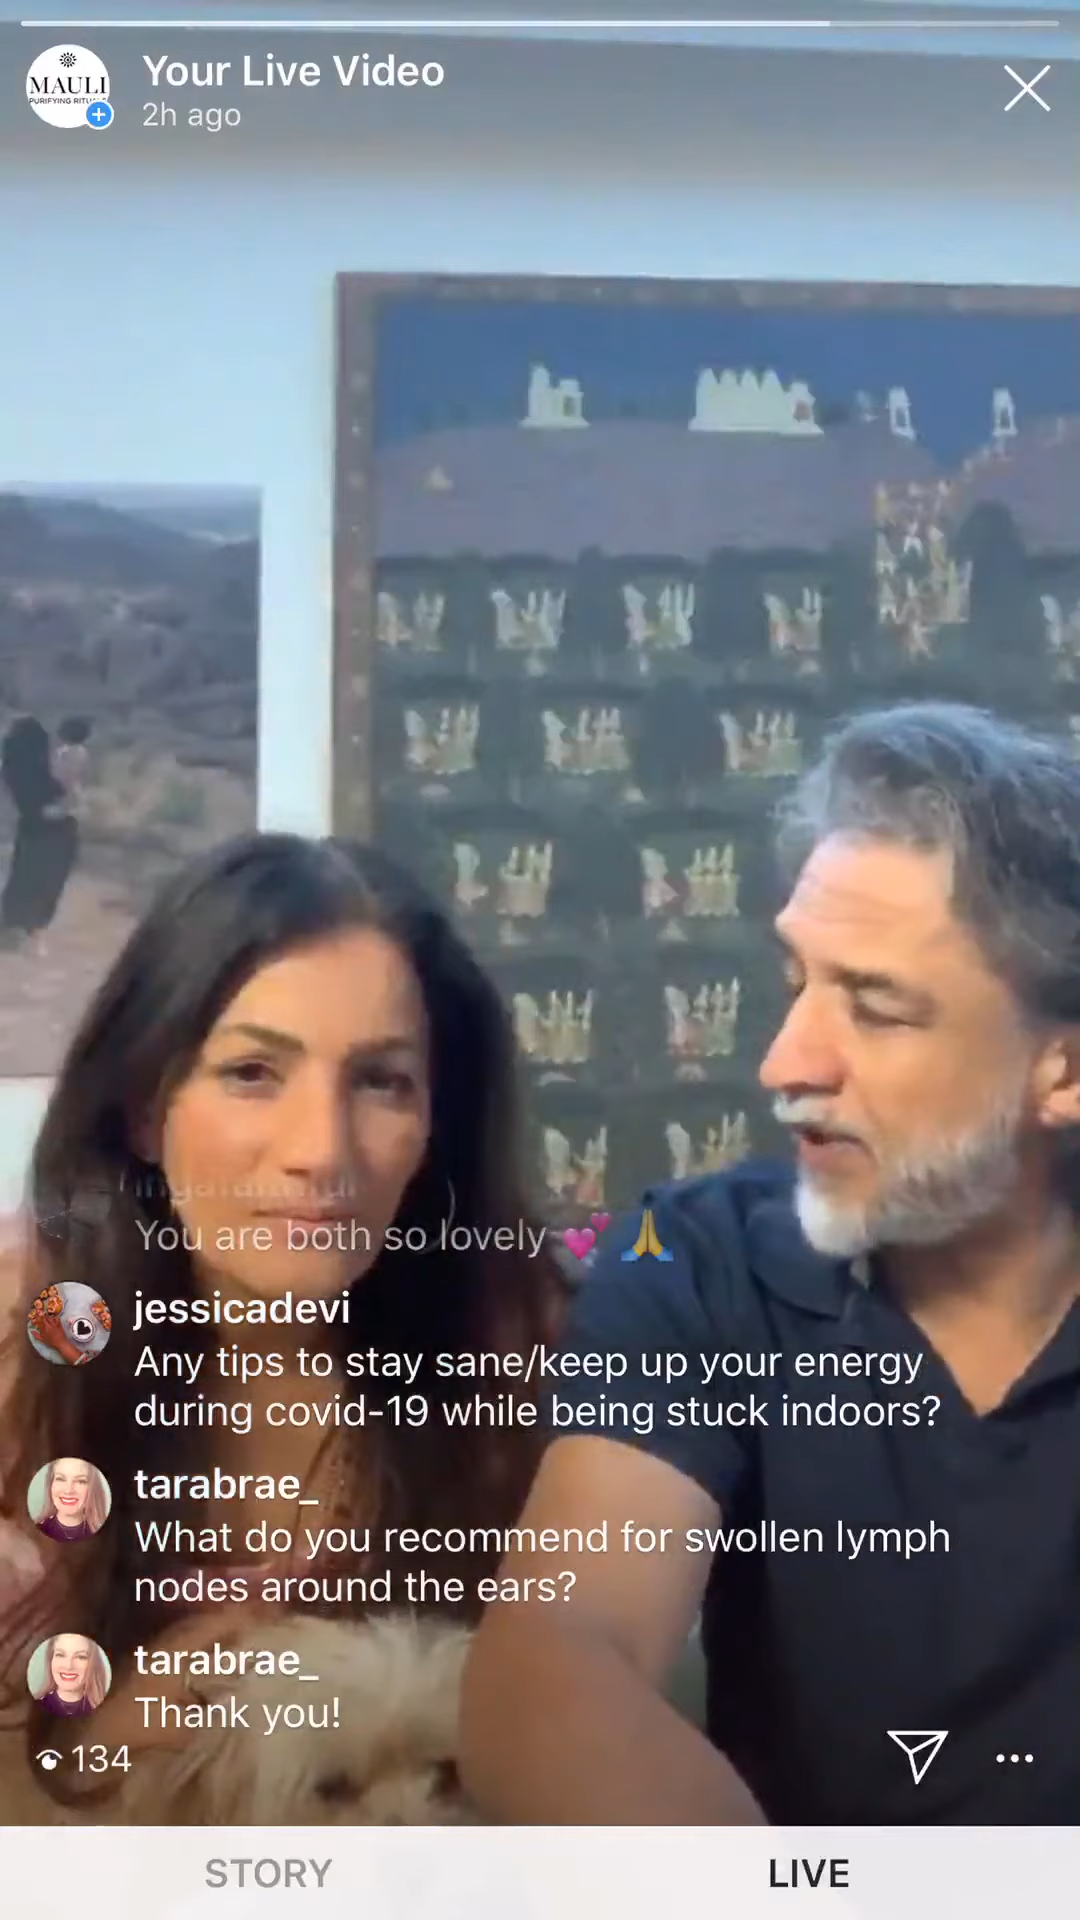 MAULI
PURIFYING RITUALS
Your Live Video
2h ago
You are both so lovely 💕 🙏
jessicadevi
Any tips to stay sane/keep up your energy
during covid-19 while being stuck indoors?
tarabrae_
What do you recommend for swollen lymph
nodes around the ears?
tarabrae_
Thank you!
134
STORY
LIVE